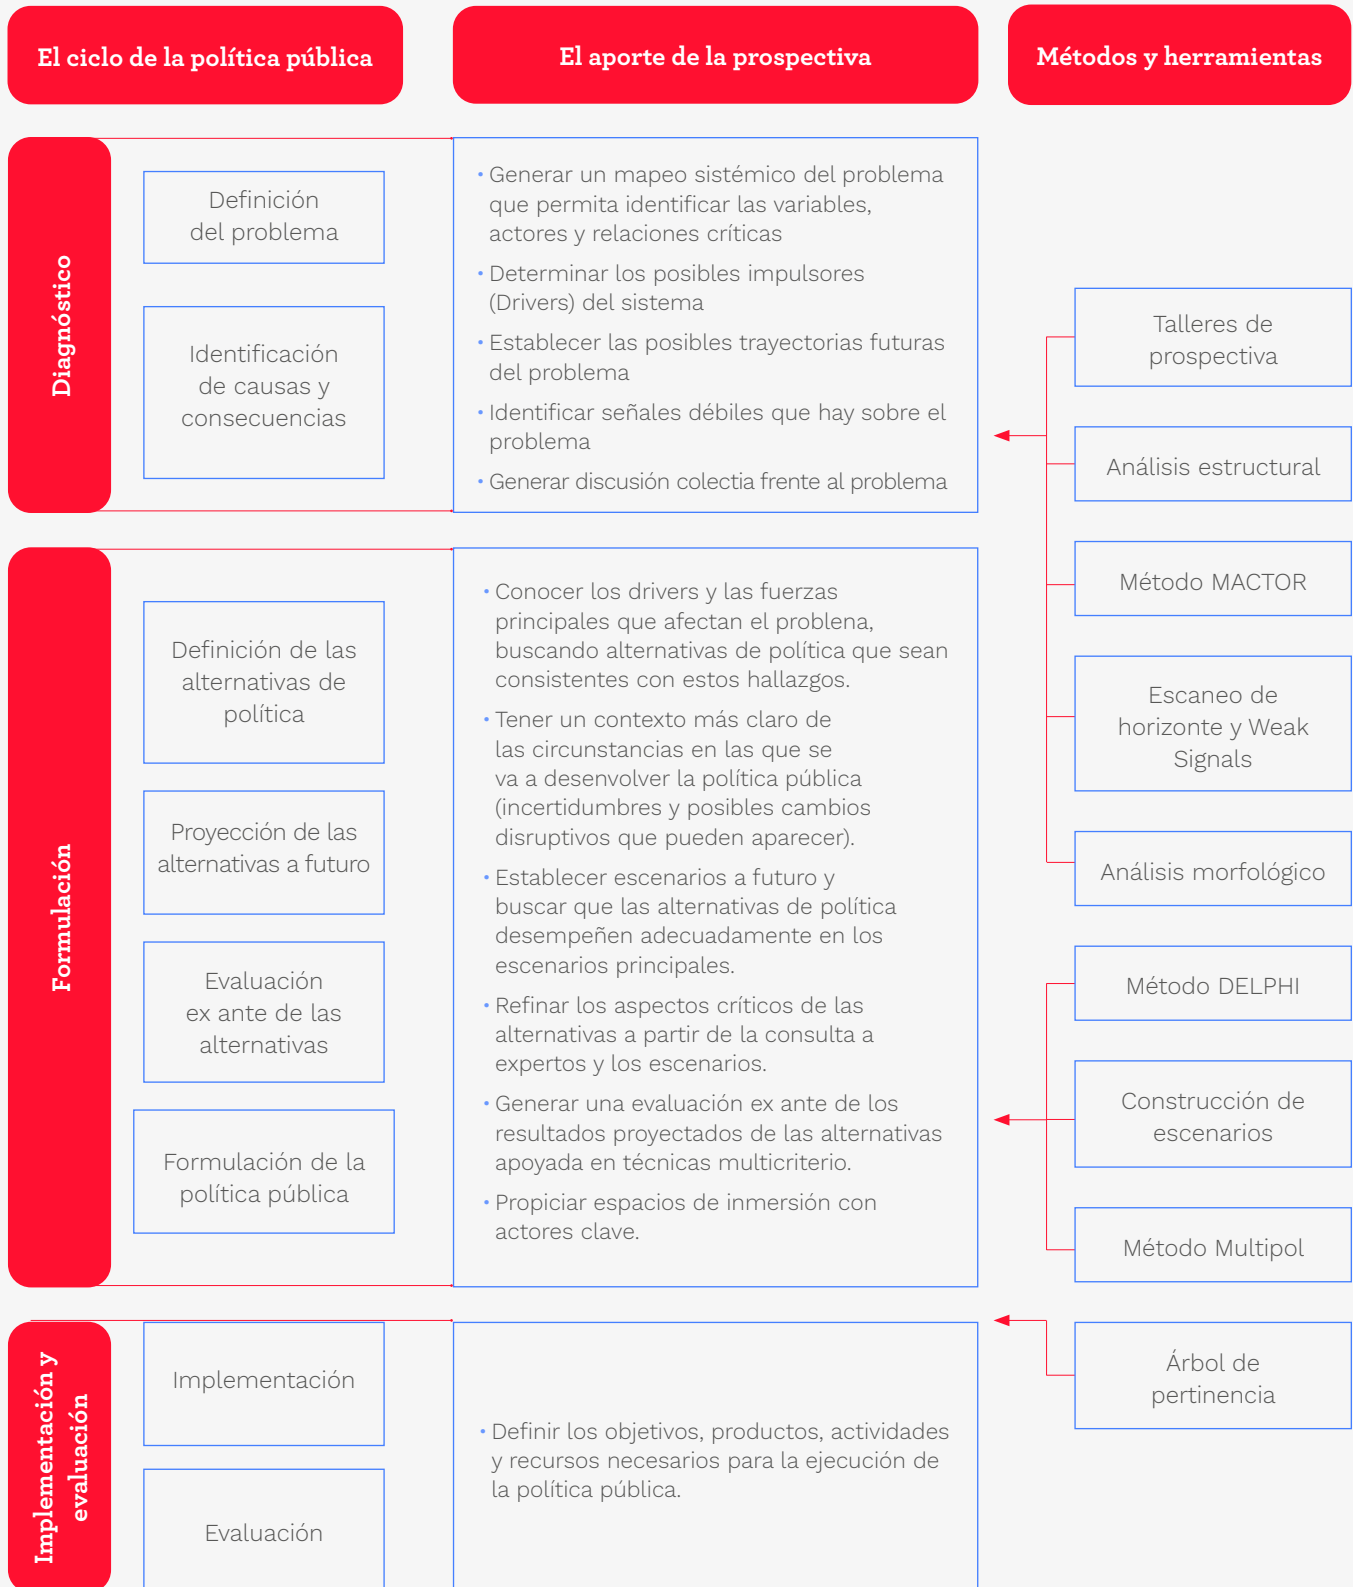 El ciclo de la política pública
El aporte de la prospectiva
Métodos y herramientas
Diagnóstico
Definición
del problema
Identificación
de causas y
consecuencias
• Generar un mapeo sistémico del problema
que permita identificar las variables,
actores y relaciones críticas
• Determinar los posibles impulsores
(Drivers) del sistema
• Establecer las posibles trayectorias futuras
del problema
• Identificar señales débiles que hay sobre el
problema
• Generar discusión colectia frente al problema
Talleres de
prospectiva
Análisis estructural
Método MACTOR
Escaneo de
horizonte y Weak
Signals
Análisis morfológico
Formulación
Definición de las
alternativas de
política
Proyección de las
alternativas a futuro
Evaluación
ex ante de las
alternativas
Formulación de la
política pública
• Conocer los drivers y las fuerzas
principales que afectan el problena,
buscando alternativas de política que sean
consistentes con estos hallazgos.
• Tener un contexto más claro de
las circunstancias en las que se
va a desenvolver la política pública
(incertidumbres y posibles cambios
disruptivos que pueden aparecer).
• Establecer escenarios a futuro y
buscar que las alternativas de política
desempeñen adecuadamente en los
escenarios principales.
• Refinar los aspectos críticos de las
alternativas a partir de la consulta a
expertos y los escenarios.
• Generar una evaluación ex ante de los
resultados proyectados de las alternativas
apoyada en técnicas multicriterio.
• Propiciar espacios de inmersión con
actores clave.
Método DELPHI
Construcción de
escenarios
Método Multipol
Implementación y
evaluación
Implementación
Evaluación
• Definir los objetivos, productos, actividades
y recursos necesarios para la ejecución de
la política pública.
Árbol de
pertinencia